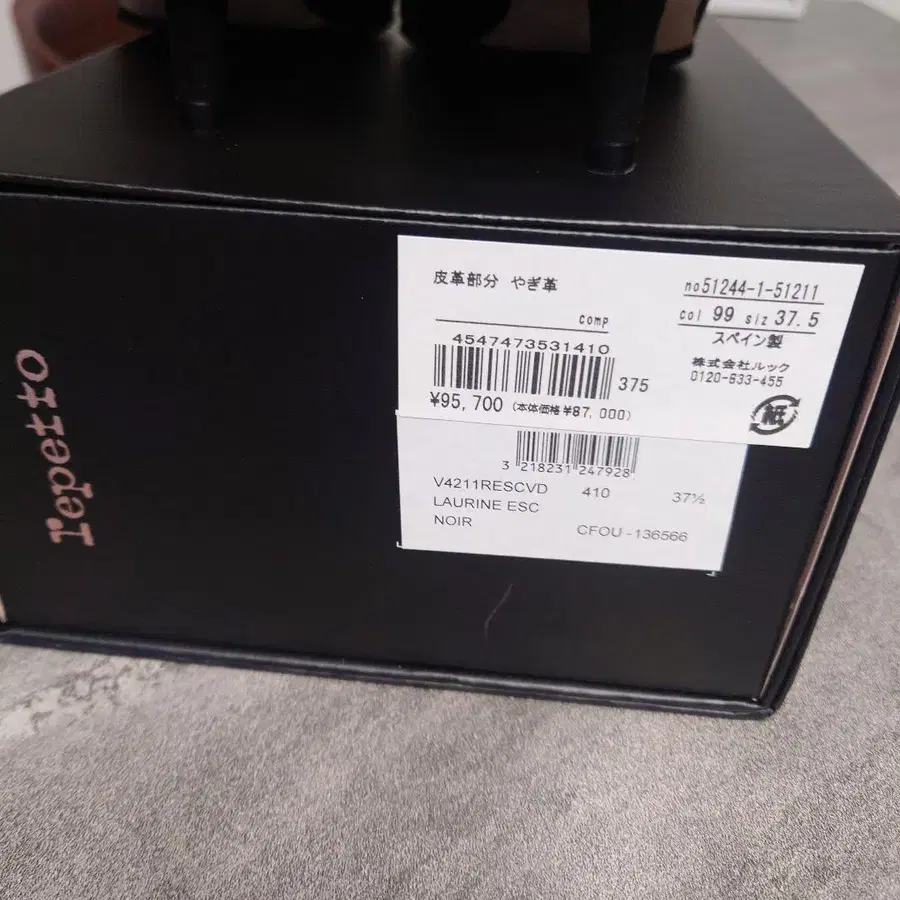 repetto
皮革部分 やぎ革
comp
4547473531410
375
¥95,700 (本体価格¥87,000)
no51244-1-51211
col 99 siz 37.5
スペイン製
株式会社ルック
0120-633-455
紙
3 218231 247928
V4211RESCVD 410 37½
LAURINE ESC
NOIR CFOU -136566